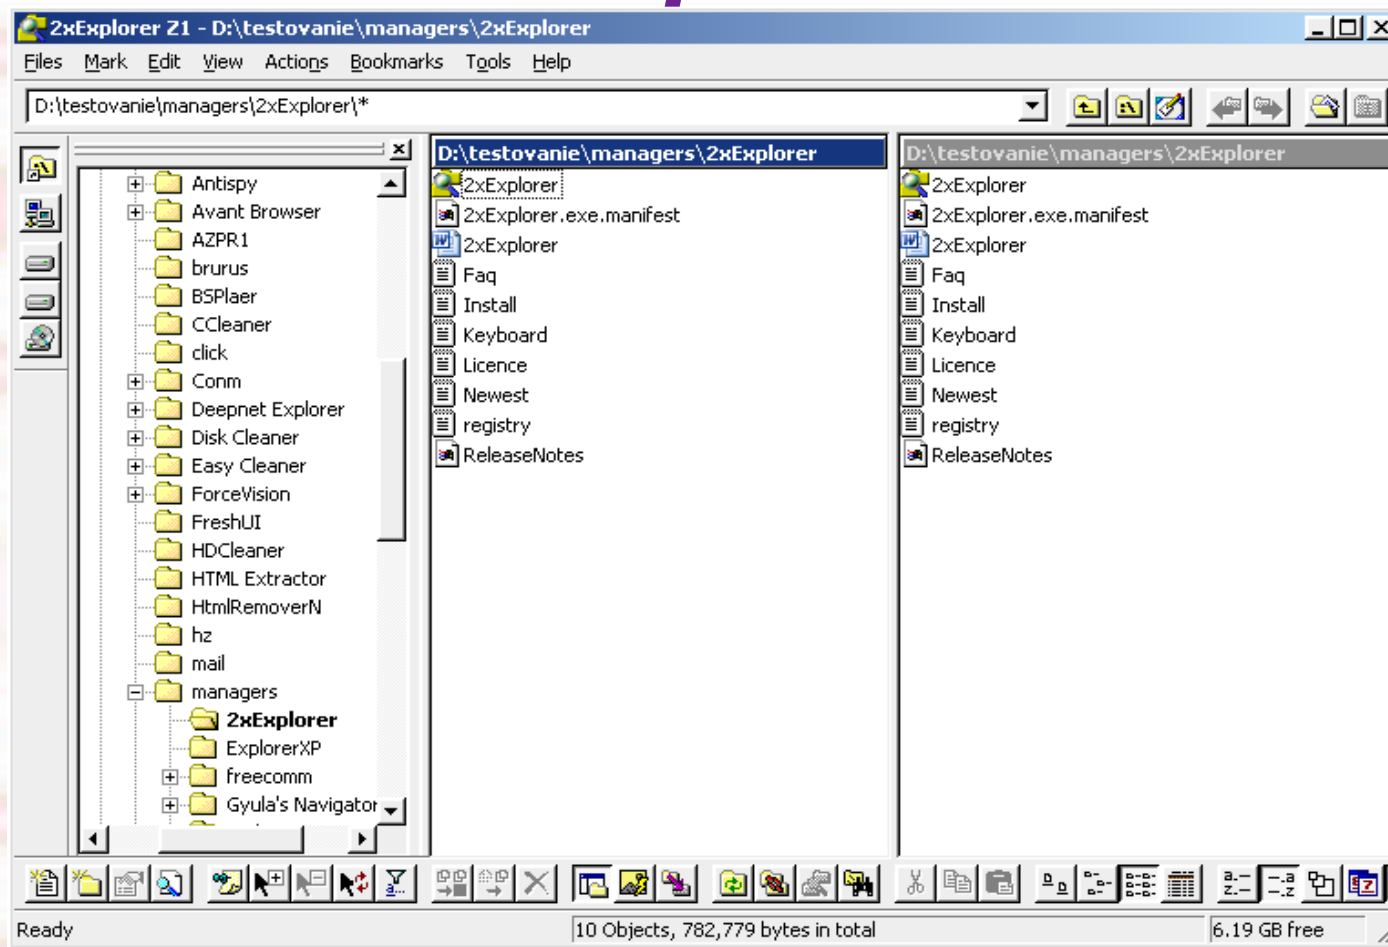 2xExplorer Z1 - D:\testovanie\managers\2xExplorer
Files Mark Edit View Actions Bookmarks Tools Help
D:\testovanie\managers\2xExplorer\*
Antispy
Avant Browser
AZPR1
brurus
BSPlaer
CCleaner
click
Conm
Deepnet Explorer
Disk Cleaner
Easy Cleaner
ForceVision
FreshUI
HDCleaner
HTML Extractor
HtmlRemoverN
hz
mail
managers
2xExplorer
ExplorerXP
freecomm
Gyula's Navigator
D:\testovanie\managers\2xExplorer
2xExplorer
2xExplorer.exe.manifest
2xExplorer
Faq
Install
Keyboard
Licence
Newest
registry
ReleaseNotes
D:\testovanie\managers\2xExplorer
2xExplorer
2xExplorer.exe.manifest
2xExplorer
Faq
Install
Keyboard
Licence
Newest
registry
ReleaseNotes
Ready
10 Objects, 782,779 bytes in total
6.19 GB free